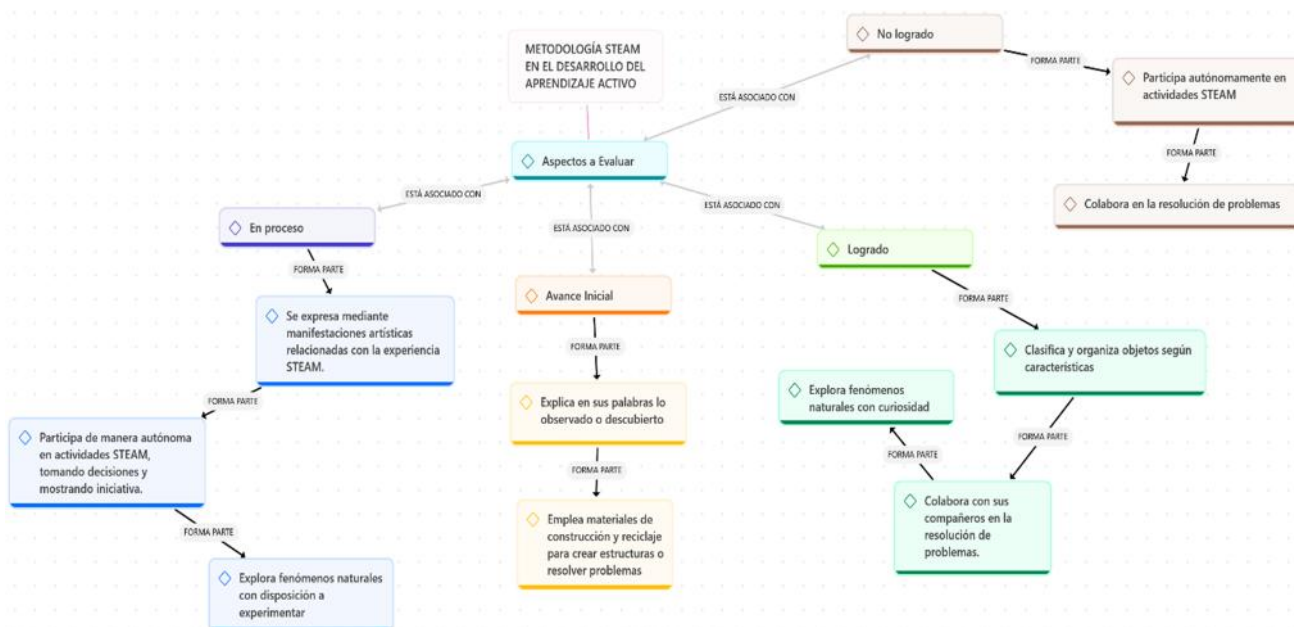 METODOLOGÍA STEAM
EN EL DESARROLLO DEL
APRENDIZAJE ACTIVO
No logrado
FORMA PARTE
Participa autónomamente en
actividades STEAM
ESTÁ ASOCIADO CON
FORMA PARTE
Colabora en la resolución de problemas
Aspectos a Evaluar
ESTÁ ASOCIADO CON
ESTÁ ASOCIADO CON
ESTÁ ASOCIADO CON
En proceso
FORMA PARTE
Se expresa mediante
manifestaciones artísticas
relacionadas con la experiencia
STEAM.
FORMA PARTE
Participa de manera autónoma
en actividades STEAM,
tomando decisiones y
mostrando iniciativa.
FORMA PARTE
Explora fenómenos naturales
con disposición a
experimentar
Avance Inicial
FORMA PARTE
Explica en sus palabras lo
observado o descubierto
FORMA PARTE
Emplea materiales de
construcción y reciclaje
para crear estructuras o
resolver problemas
Logrado
FORMA PARTE
Clasifica y organiza objetos según
características
FORMA PARTE
Colabora con sus
compañeros en la
resolución de
problemas.
FORMA PARTE
Explora fenómenos
naturales con curiosidad